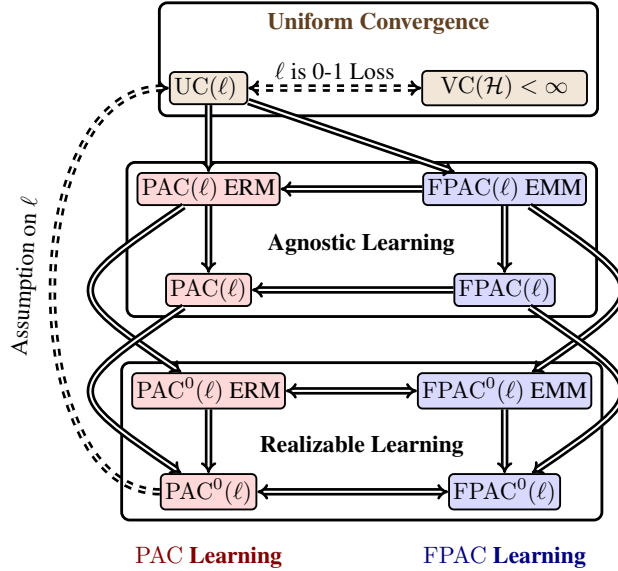 Uniform Convergence
ℓ is 0-1 Loss
UC(ℓ)
VC(ℋ) < ∞
Assumption on ℓ
PAC(ℓ) ERM
FPAC(ℓ) EMM
Agnostic Learning
PAC(ℓ)
FPAC(ℓ)
PAC⁰(ℓ) ERM
FPAC⁰(ℓ) EMM
Realizable Learning
PAC⁰(ℓ)
FPAC⁰(ℓ)
PAC Learning
FPAC Learning